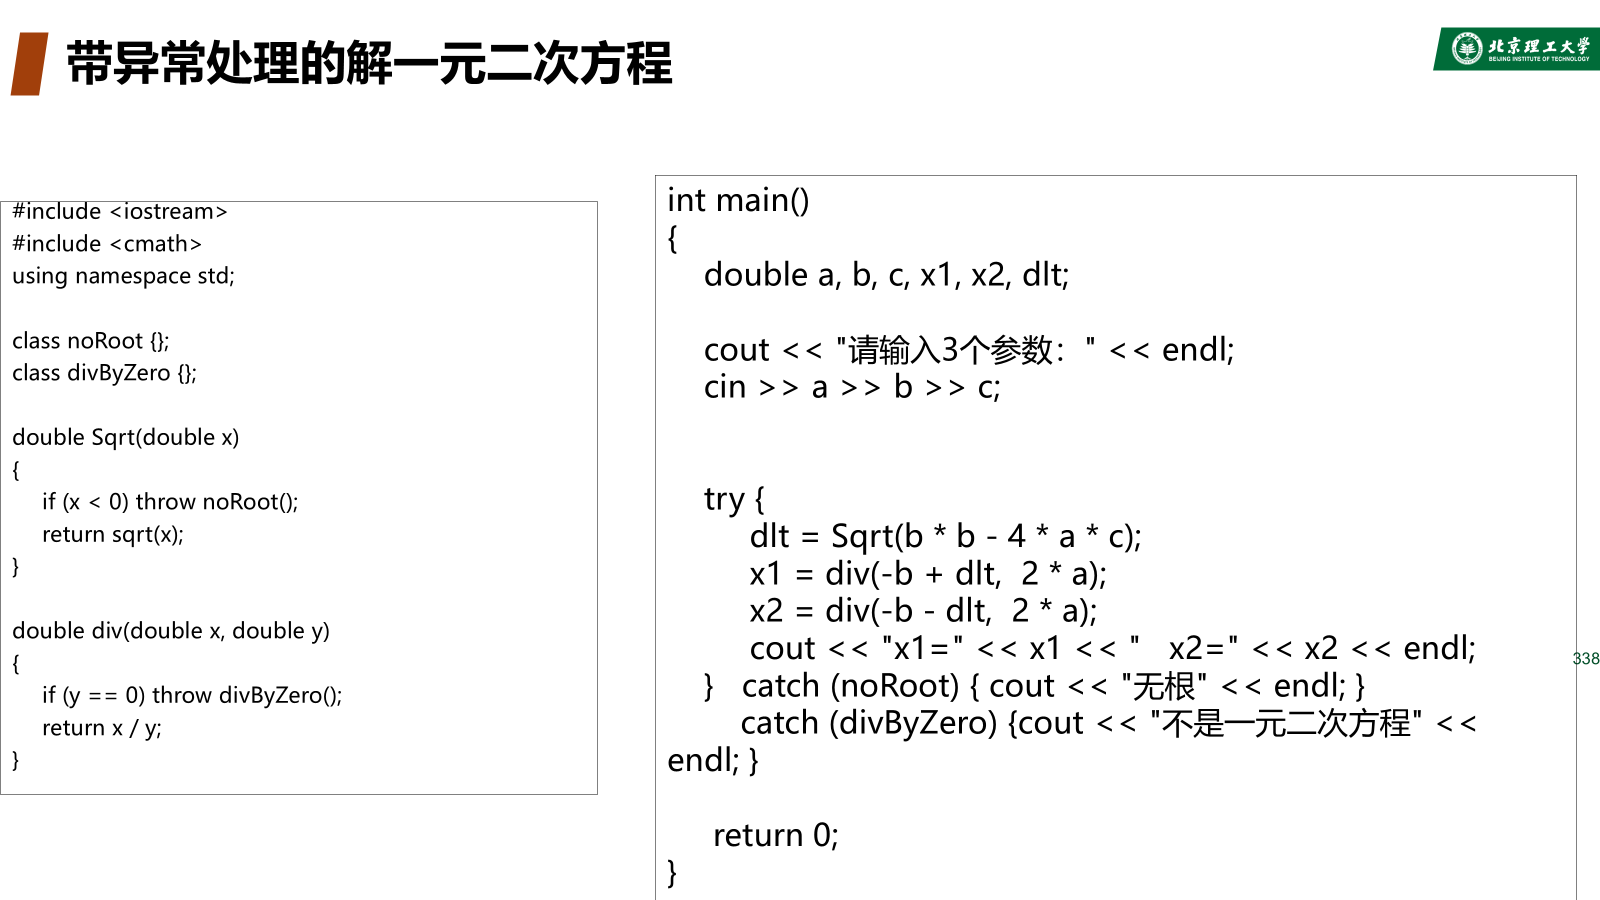 带异常处理的解一元二次方程
北京理工大学
BEIJING INSTITUTE OF TECHNOLOGY
#include <iostream>
#include <cmath>
using namespace std;
class noRoot {};
class divByZero {};
double Sqrt(double x)
{
if (x < 0) throw noRoot();
return sqrt(x);
}
double div(double x, double y)
{
if (y == 0) throw divByZero();
return x / y;
}
int main()
{
double a, b, c, x1, x2, dlt;
cout << "请输入3个参数：" << endl;
cin >> a >> b >> c;
try {
dlt = Sqrt(b * b - 4 * a * c);
x1 = div(-b + dlt,  2 * a);
x2 = div(-b - dlt,  2 * a);
cout << "x1=" << x1 << "   x2=" << x2 << endl;
}   catch (noRoot) { cout << "无根" << endl; }
catch (divByZero) {cout << "不是一元二次方程" <<
endl; }
return 0;
}
338